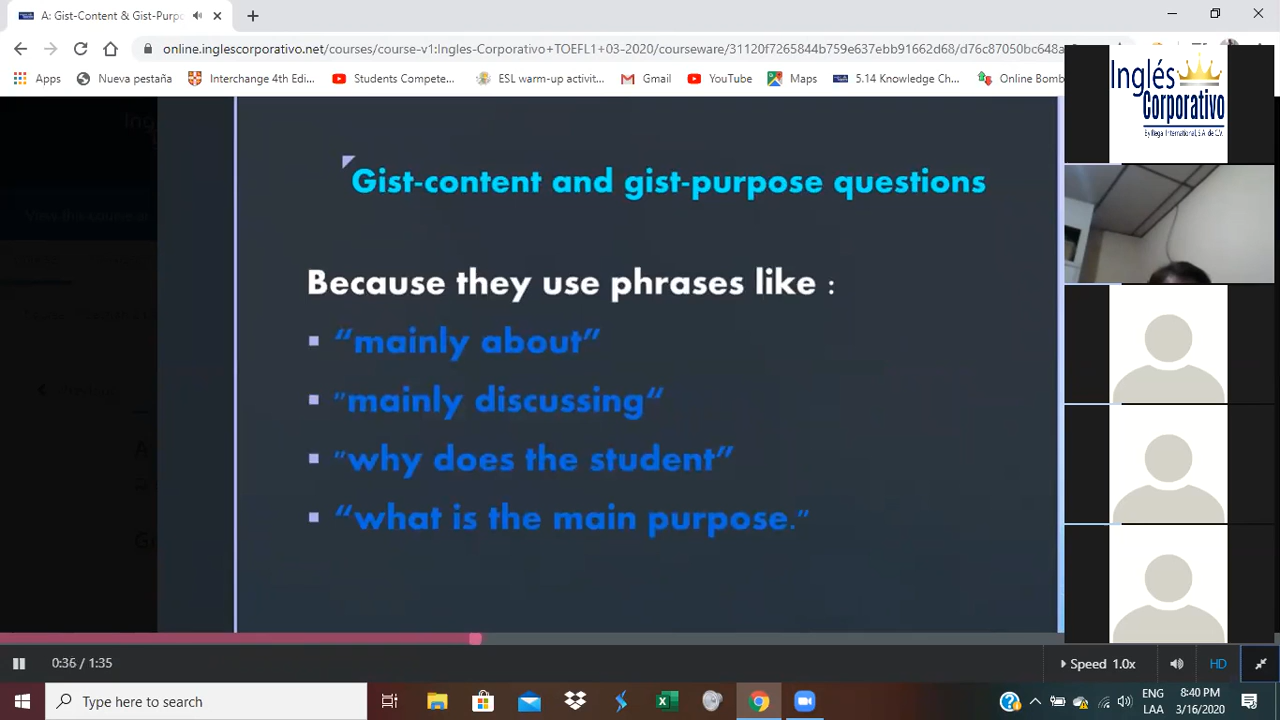 A: Gist-Content & Gist-Purpo
online.inglescorporativo.net/courses/course-v1:Ingles-Corporativo+TOEFL1+03-2020/courseware/31120f7265844b759e637ebb91662d68/d76c87050bc648a
Apps
Nueva pestaña
Interchange 4th Edi...
Students Compete...
ESL warm-up activit...
Gmail
YouTube
Maps
5.14 Knowledge Ch...
Online Bomb
Inglés
Corporativo
Gist-content and gist-purpose questions
Because they use phrases like :
▪ “mainly about”
▪ ”mainly discussing“
▪ ”why does the student”
▪ “what is the main purpose.”
0:36 / 1:35
Speed 1.0x
HD
Type here to search
ENG
LAA
8:40 PM
3/16/2020